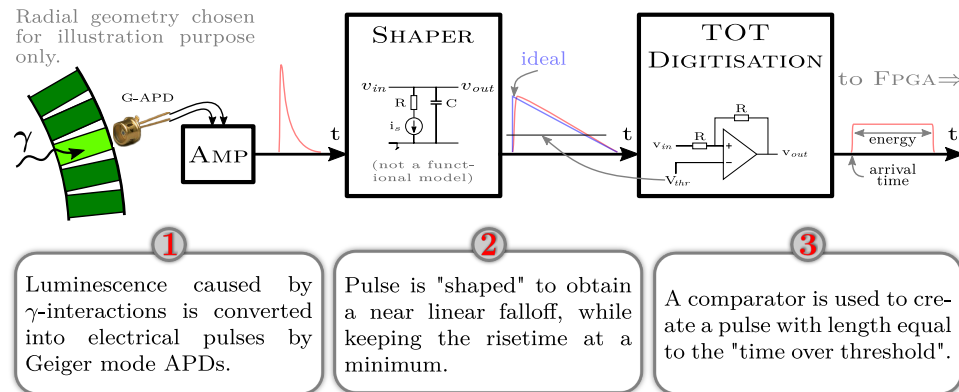 Radial geometry chosen
for illustration purpose
only.
G-APD
γ
AMP
t
SHAPER
v_in v_out
R C
i_s
(not a funct-
ional model)
ideal
t
TOT
DIGITISATION
R
R
v_in
+
−
v_out
V_thr
to FPGA⇒
t
energy
arrival
time
1
Luminescence caused by
γ-interactions is converted
into electrical pulses by
Geiger mode APDs.
2
Pulse is "shaped" to obtain
a near linear falloff, while
keeping the risetime at a
minimum.
3
A comparator is used to cre-
ate a pulse with length equal
to the "time over threshold".